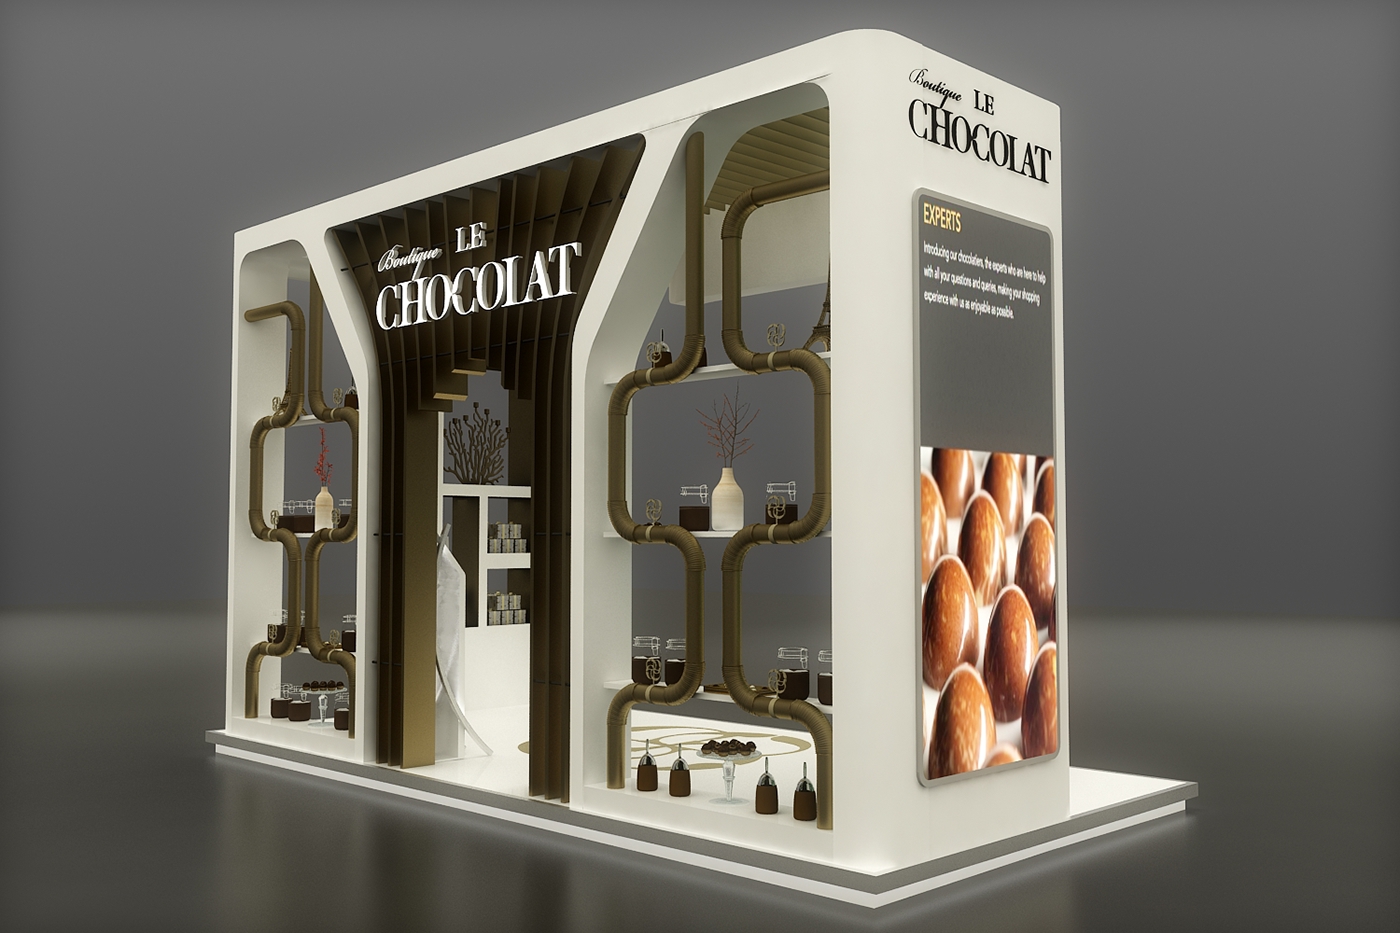 Boutique LE
CHOCOLAT
Boutique LE
CHOCOLAT
EXPERTS
Introducing our chocolatiers, the experts who are here to help
with all your questions and queries, making your shopping
experience with us as enjoyable as possible.